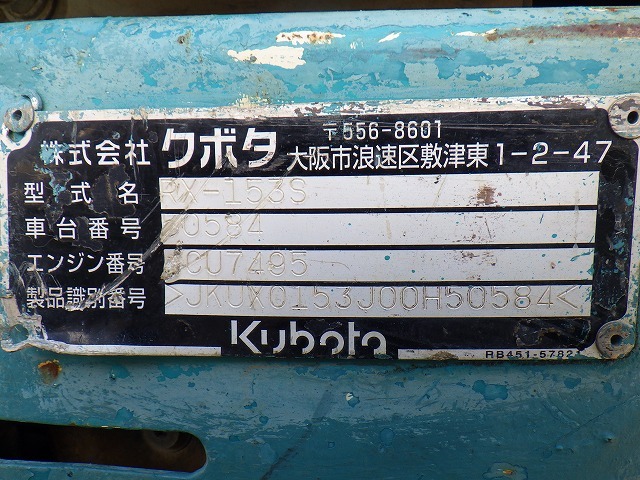 株式会社 クボタ 〒556-8601
大阪市浪速区敷津東1-2-47
型式名 RX-153S
車台番号 50584
エンジン番号 CU7495
製品識別番号 >JKUX0153J00H50584<
Kubota
RB451-5782